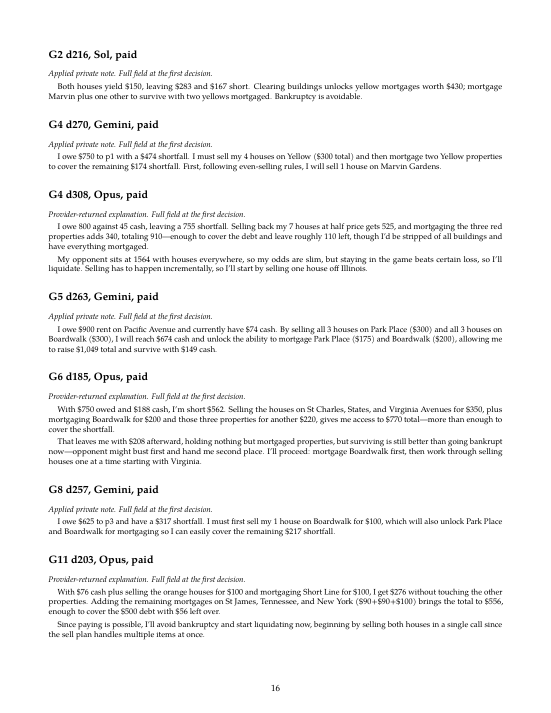 G2 d216, Sol, paid
Applied private note. Full field at the first decision.
Both houses yield $150, leaving $283 and $167 short. Clearing buildings unlocks yellow mortgages worth $430; mortgage
Marvin plus one other to survive with two yellows mortgaged. Bankruptcy is avoidable.
G4 d270, Gemini, paid
Applied private note. Full field at the first decision.
I owe $750 to p1 with a $474 shortfall. I must sell my 4 houses on Yellow ($300 total) and then mortgage two Yellow properties
to cover the remaining $174 shortfall. First, following even-selling rules, I will sell 1 house on Marvin Gardens.
G4 d308, Opus, paid
Provider-returned explanation. Full field at the first decision.
I owe 800 against 45 cash, leaving a 755 shortfall. Selling back my 7 houses at half price gets 525, and mortgaging the three red
properties adds 340, totaling 910—enough to cover the debt and leave roughly 110 left, though I'd be stripped of all buildings and
have everything mortgaged.
My opponent sits at 1564 with houses everywhere, so my odds are slim, but staying in the game beats certain loss, so I'll
liquidate. Selling has to happen incrementally, so I'll start by selling one house off Illinois.
G5 d263, Gemini, paid
Applied private note. Full field at the first decision.
I owe $900 rent on Pacific Avenue and currently have $74 cash. By selling all 3 houses on Park Place ($300) and all 3 houses on
Boardwalk ($300), I will reach $674 cash and unlock the ability to mortgage Park Place ($175) and Boardwalk ($200), allowing me
to raise $1,049 total and survive with $149 cash.
G6 d185, Opus, paid
Provider-returned explanation. Full field at the first decision.
With $750 owed and $188 cash, I'm short $562. Selling the houses on St Charles, States, and Virginia Avenues for $350, plus
mortgaging Boardwalk for $200 and those three properties for another $220, gives me access to $770 total—more than enough to
cover the shortfall.
That leaves me with $208 afterward, holding nothing but mortgaged properties, but surviving is still better than going bankrupt
now—opponent might bust first and hand me second place. I'll proceed: mortgage Boardwalk first, then work through selling
houses one at a time starting with Virginia.
G8 d257, Gemini, paid
Applied private note. Full field at the first decision.
I owe $625 to p3 and have a $317 shortfall. I must first sell my 1 house on Boardwalk for $100, which will also unlock Park Place
and Boardwalk for mortgaging so I can easily cover the remaining $217 shortfall.
G11 d203, Opus, paid
Provider-returned explanation. Full field at the first decision.
With $76 cash plus selling the orange houses for $100 and mortgaging Short Line for $100, I get $276 without touching the other
properties. Adding the remaining mortgages on St James, Tennessee, and New York ($90+$90+$100) brings the total to $556,
enough to cover the $500 debt with $56 left over.
Since paying is possible, I'll avoid bankruptcy and start liquidating now, beginning by selling both houses in a single call since
the sell plan handles multiple items at once.
16